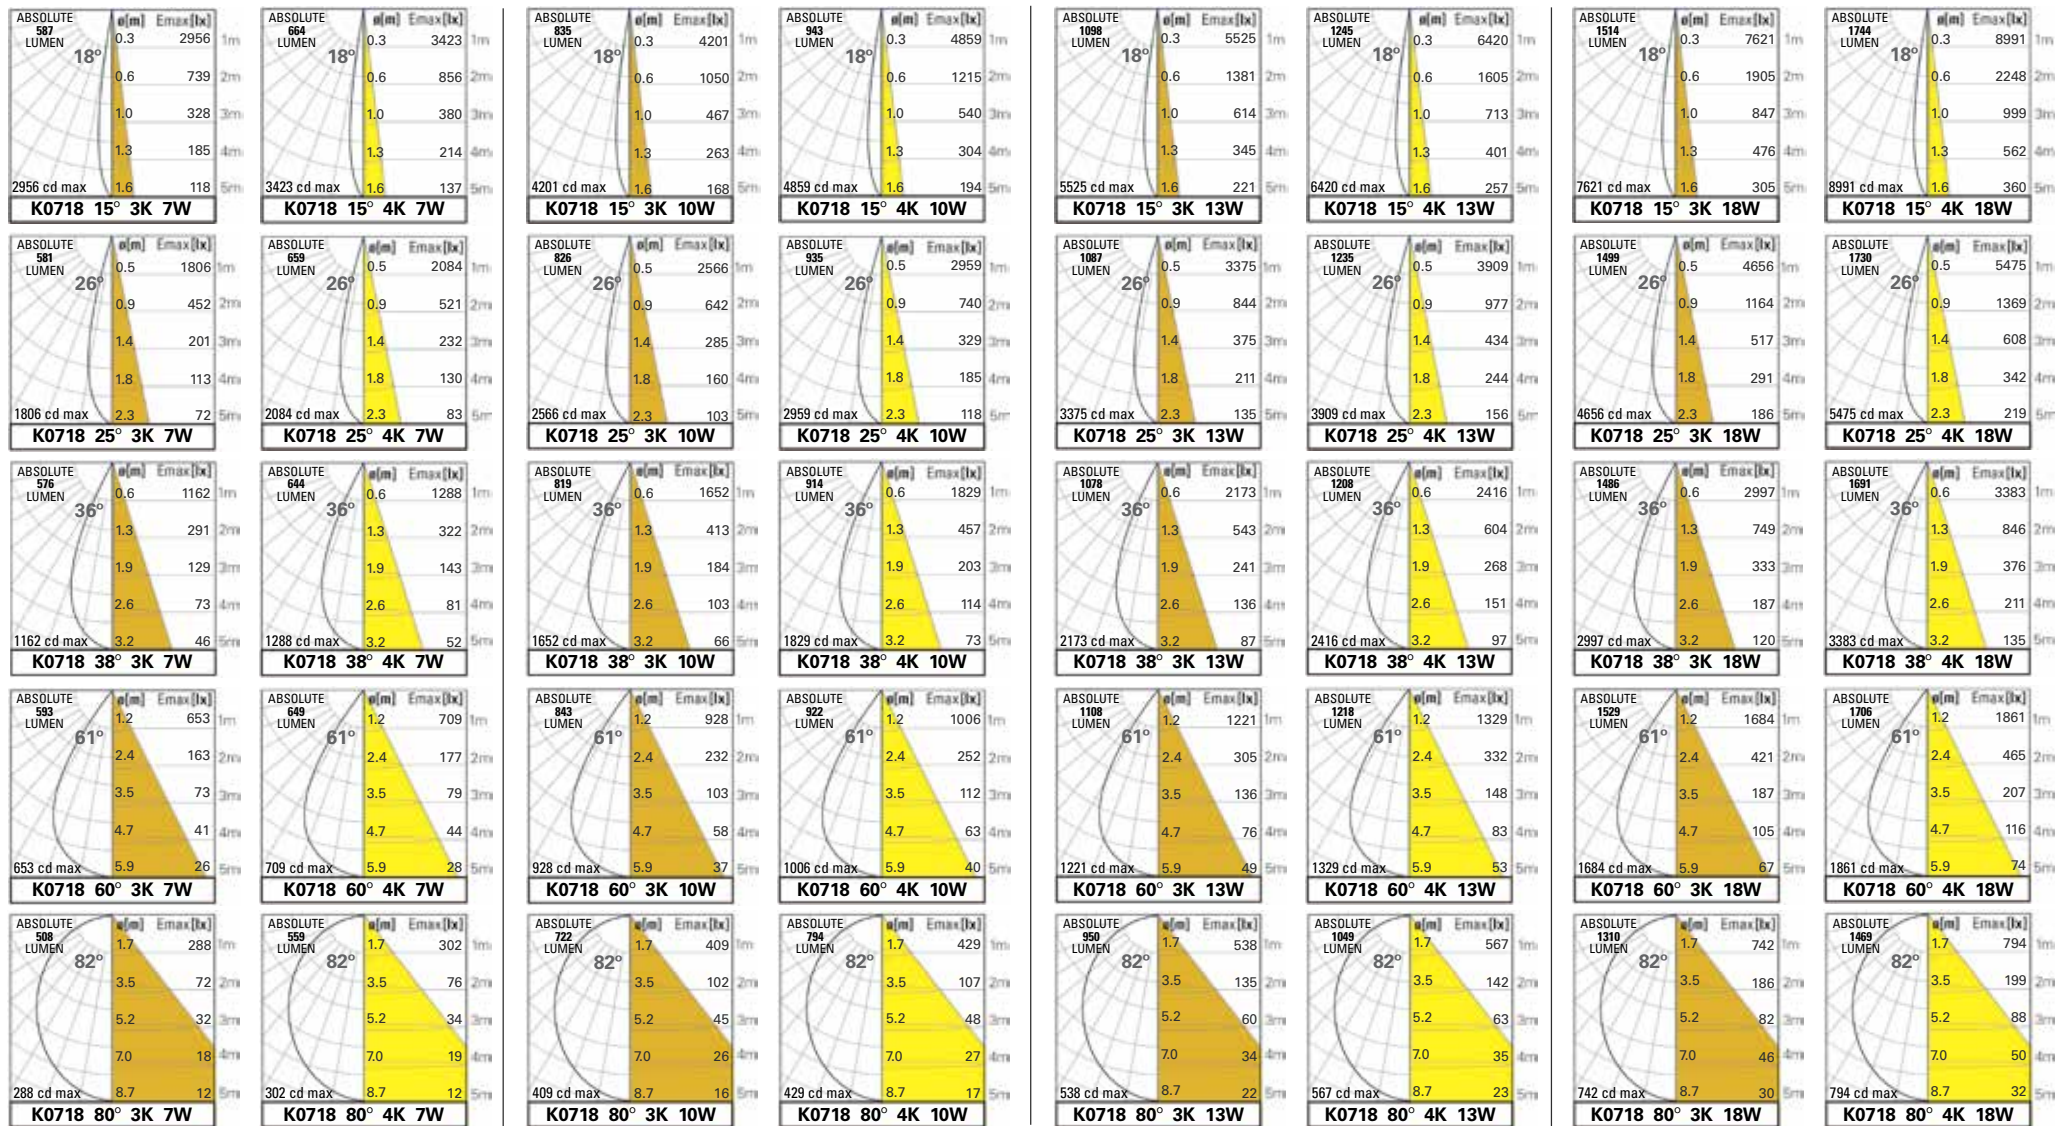 ABSOLUTE ø[m] Emax[lx]
587
LUMEN 0.3 2956 1m
18°
0.6 739 2m
1.0 328 3m
1.3 185 4m
2956 cd max 1.6 118 5m
K0718 15° 3K 7W
ABSOLUTE ø[m] Emax[lx]
664
LUMEN 0.3 3423 1m
18°
0.6 856 2m
1.0 380 3m
1.3 214 4m
3423 cd max 1.6 137 5m
K0718 15° 4K 7W
ABSOLUTE ø[m] Emax[lx]
835
LUMEN 0.3 4201 1m
18°
0.6 1050 2m
1.0 467 3m
1.3 263 4m
4201 cd max 1.6 168 5m
K0718 15° 3K 10W
ABSOLUTE ø[m] Emax[lx]
943
LUMEN 0.3 4859 1m
18°
0.6 1215 2m
1.0 540 3m
1.3 304 4m
4859 cd max 1.6 194 5m
K0718 15° 4K 10W
ABSOLUTE ø[m] Emax[lx]
1098
LUMEN 0.3 5525 1m
18°
0.6 1381 2m
1.0 614 3m
1.3 345 4m
5525 cd max 1.6 221 5m
K0718 15° 3K 13W
ABSOLUTE ø[m] Emax[lx]
1245
LUMEN 0.3 6420 1m
18°
0.6 1605 2m
1.0 713 3m
1.3 401 4m
6420 cd max 1.6 257 5m
K0718 15° 4K 13W
ABSOLUTE ø[m] Emax[lx]
1514
LUMEN 0.3 7621 1m
18°
0.6 1905 2m
1.0 847 3m
1.3 476 4m
7621 cd max 1.6 305 5m
K0718 15° 3K 18W
ABSOLUTE ø[m] Emax[lx]
1744
LUMEN 0.3 8991 1m
18°
0.6 2248 2m
1.0 999 3m
1.3 562 4m
8991 cd max 1.6 360 5m
K0718 15° 4K 18W
ABSOLUTE ø[m] Emax[lx]
581
LUMEN 0.5 1806 1m
26°
0.9 452 2m
1.4 201 3m
1.8 113 4m
1806 cd max 2.3 72 5m
K0718 25° 3K 7W
ABSOLUTE ø[m] Emax[lx]
659
LUMEN 0.5 2084 1m
26°
0.9 521 2m
1.4 232 3m
1.8 130 4m
2084 cd max 2.3 83 5m
K0718 25° 4K 7W
ABSOLUTE ø[m] Emax[lx]
826
LUMEN 0.5 2566 1m
26°
0.9 642 2m
1.4 285 3m
1.8 160 4m
2566 cd max 2.3 103 5m
K0718 25° 3K 10W
ABSOLUTE ø[m] Emax[lx]
935
LUMEN 0.5 2959 1m
26°
0.9 740 2m
1.4 329 3m
1.8 185 4m
2959 cd max 2.3 118 5m
K0718 25° 4K 10W
ABSOLUTE ø[m] Emax[lx]
1087
LUMEN 0.5 3375 1m
26°
0.9 844 2m
1.4 375 3m
1.8 211 4m
3375 cd max 2.3 135 5m
K0718 25° 3K 13W
ABSOLUTE ø[m] Emax[lx]
1235
LUMEN 0.5 3909 1m
26°
0.9 977 2m
1.4 434 3m
1.8 244 4m
3909 cd max 2.3 156 5m
K0718 25° 4K 13W
ABSOLUTE ø[m] Emax[lx]
1499
LUMEN 0.5 4656 1m
26°
0.9 1164 2m
1.4 517 3m
1.8 291 4m
4656 cd max 2.3 186 5m
K0718 25° 3K 18W
ABSOLUTE ø[m] Emax[lx]
1730
LUMEN 0.5 5475 1m
26°
0.9 1369 2m
1.4 608 3m
1.8 342 4m
5475 cd max 2.3 219 5m
K0718 25° 4K 18W
ABSOLUTE ø[m] Emax[lx]
576
LUMEN 0.6 1162 1m
36°
1.3 291 2m
1.9 129 3m
2.6 73 4m
1162 cd max 3.2 46 5m
K0718 38° 3K 7W
ABSOLUTE ø[m] Emax[lx]
644
LUMEN 0.6 1288 1m
36°
1.3 322 2m
1.9 143 3m
2.6 81 4m
1288 cd max 3.2 52 5m
K0718 38° 4K 7W
ABSOLUTE ø[m] Emax[lx]
819
LUMEN 0.6 1652 1m
36°
1.3 413 2m
1.9 184 3m
2.6 103 4m
1652 cd max 3.2 66 5m
K0718 38° 3K 10W
ABSOLUTE ø[m] Emax[lx]
914
LUMEN 0.6 1829 1m
36°
1.3 457 2m
1.9 203 3m
2.6 114 4m
1829 cd max 3.2 73 5m
K0718 38° 4K 10W
ABSOLUTE ø[m] Emax[lx]
1078
LUMEN 0.6 2173 1m
36°
1.3 543 2m
1.9 241 3m
2.6 136 4m
2173 cd max 3.2 87 5m
K0718 38° 3K 13W
ABSOLUTE ø[m] Emax[lx]
1208
LUMEN 0.6 2416 1m
36°
1.3 604 2m
1.9 268 3m
2.6 151 4m
2416 cd max 3.2 97 5m
K0718 38° 4K 13W
ABSOLUTE ø[m] Emax[lx]
1486
LUMEN 0.6 2997 1m
36°
1.3 749 2m
1.9 333 3m
2.6 187 4m
2997 cd max 3.2 120 5m
K0718 38° 3K 18W
ABSOLUTE ø[m] Emax[lx]
1691
LUMEN 0.6 3383 1m
36°
1.3 846 2m
1.9 376 3m
2.6 211 4m
3383 cd max 3.2 135 5m
K0718 38° 4K 18W
ABSOLUTE ø[m] Emax[lx]
593
LUMEN 1.2 653 1m
61°
2.4 163 2m
3.5 73 3m
4.7 41 4m
653 cd max 5.9 26 5m
K0718 60° 3K 7W
ABSOLUTE ø[m] Emax[lx]
649
LUMEN 1.2 709 1m
61°
2.4 177 2m
3.5 79 3m
4.7 44 4m
709 cd max 5.9 28 5m
K0718 60° 4K 7W
ABSOLUTE ø[m] Emax[lx]
843
LUMEN 1.2 928 1m
61°
2.4 232 2m
3.5 103 3m
4.7 58 4m
928 cd max 5.9 37 5m
K0718 60° 3K 10W
ABSOLUTE ø[m] Emax[lx]
922
LUMEN 1.2 1006 1m
61°
2.4 252 2m
3.5 112 3m
4.7 63 4m
1006 cd max 5.9 40 5m
K0718 60° 4K 10W
ABSOLUTE ø[m] Emax[lx]
1108
LUMEN 1.2 1221 1m
61°
2.4 305 2m
3.5 136 3m
4.7 76 4m
1221 cd max 5.9 49 5m
K0718 60° 3K 13W
ABSOLUTE ø[m] Emax[lx]
1218
LUMEN 1.2 1329 1m
61°
2.4 332 2m
3.5 148 3m
4.7 83 4m
1329 cd max 5.9 53 5m
K0718 60° 4K 13W
ABSOLUTE ø[m] Emax[lx]
1529
LUMEN 1.2 1684 1m
61°
2.4 421 2m
3.5 187 3m
4.7 105 4m
1684 cd max 5.9 67 5m
K0718 60° 3K 18W
ABSOLUTE ø[m] Emax[lx]
1706
LUMEN 1.2 1861 1m
61°
2.4 465 2m
3.5 207 3m
4.7 116 4m
1861 cd max 5.9 74 5m
K0718 60° 4K 18W
ABSOLUTE ø[m] Emax[lx]
508
LUMEN 1.7 288 1m
82°
3.5 72 2m
5.2 32 3m
7.0 18 4m
288 cd max 8.7 12 5m
K0718 80° 3K 7W
ABSOLUTE ø[m] Emax[lx]
559
LUMEN 1.7 302 1m
82°
3.5 76 2m
5.2 34 3m
7.0 19 4m
302 cd max 8.7 12 5m
K0718 80° 4K 7W
ABSOLUTE ø[m] Emax[lx]
722
LUMEN 1.7 409 1m
82°
3.5 102 2m
5.2 45 3m
7.0 26 4m
409 cd max 8.7 16 5m
K0718 80° 3K 10W
ABSOLUTE ø[m] Emax[lx]
794
LUMEN 1.7 429 1m
82°
3.5 107 2m
5.2 48 3m
7.0 27 4m
429 cd max 8.7 17 5m
K0718 80° 4K 10W
ABSOLUTE ø[m] Emax[lx]
950
LUMEN 1.7 538 1m
82°
3.5 135 2m
5.2 60 3m
7.0 34 4m
538 cd max 8.7 22 5m
K0718 80° 3K 13W
ABSOLUTE ø[m] Emax[lx]
1049
LUMEN 1.7 567 1m
82°
3.5 142 2m
5.2 63 3m
7.0 35 4m
567 cd max 8.7 23 5m
K0718 80° 4K 13W
ABSOLUTE ø[m] Emax[lx]
1310
LUMEN 1.7 742 1m
82°
3.5 186 2m
5.2 82 3m
7.0 46 4m
742 cd max 8.7 30 5m
K0718 80° 3K 18W
ABSOLUTE ø[m] Emax[lx]
1469
LUMEN 1.7 794 1m
82°
3.5 199 2m
5.2 88 3m
7.0 50 4m
794 cd max 8.7 32 5m
K0718 80° 4K 18W